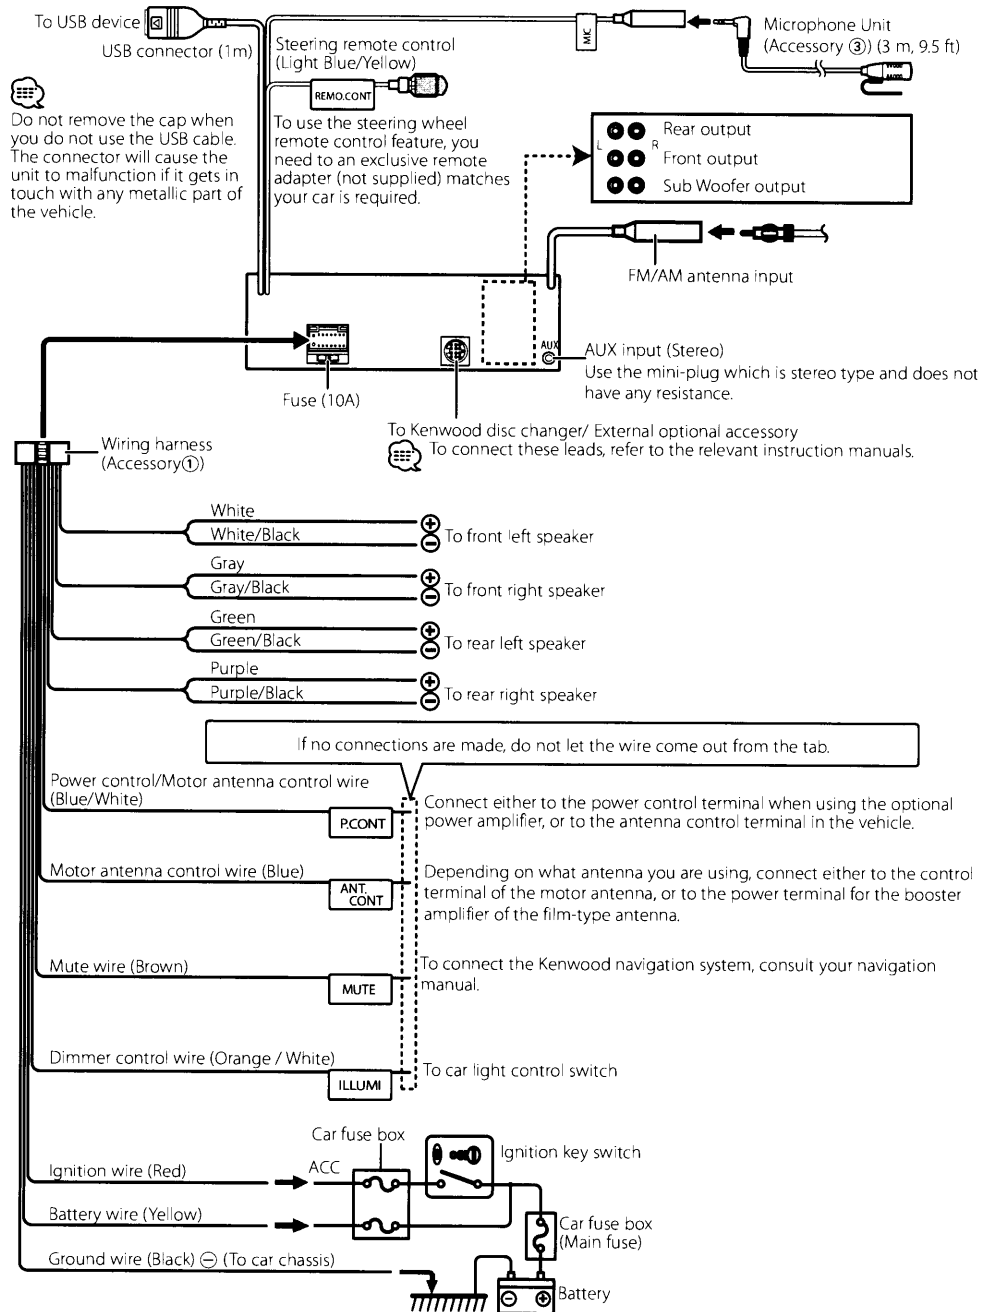 To USB device
USB connector (1m)
Steering remote control
(Light Blue/Yellow)
REMO.CONT
To use the steering wheel
remote control feature, you
need to an exclusive remote
adapter (not supplied) matches
your car is required.
Do not remove the cap when
you do not use the USB cable.
The connector will cause the
unit to malfunction if it gets in
touch with any metallic part of
the vehicle.
MIC
Microphone Unit
(Accessory ③) (3 m, 9.5 ft)
L
R
Rear output
Front output
Sub Woofer output
FM/AM antenna input
AUX
AUX input (Stereo)
Use the mini-plug which is stereo type and does not
have any resistance.
Fuse (10A)
To Kenwood disc changer/ External optional accessory
To connect these leads, refer to the relevant instruction manuals.
Wiring harness
(Accessory①)
White
White/Black
⊕
⊖
To front left speaker
Gray
Gray/Black
⊕
⊖
To front right speaker
Green
Green/Black
⊕
⊖
To rear left speaker
Purple
Purple/Black
⊕
⊖
To rear right speaker
If no connections are made, do not let the wire come out from the tab.
Power control/Motor antenna control wire
(Blue/White)
P.CONT
Connect either to the power control terminal when using the optional
power amplifier, or to the antenna control terminal in the vehicle.
Motor antenna control wire (Blue)
ANT.
CONT
Depending on what antenna you are using, connect either to the control
terminal of the motor antenna, or to the power terminal for the booster
amplifier of the film-type antenna.
Mute wire (Brown)
MUTE
To connect the Kenwood navigation system, consult your navigation
manual.
Dimmer control wire (Orange / White)
ILLUMI
To car light control switch
Car fuse box
Ignition key switch
Ignition wire (Red)
ACC
Battery wire (Yellow)
Car fuse box
(Main fuse)
Ground wire (Black) ⊖ (To car chassis)
⊖
⊕
Battery